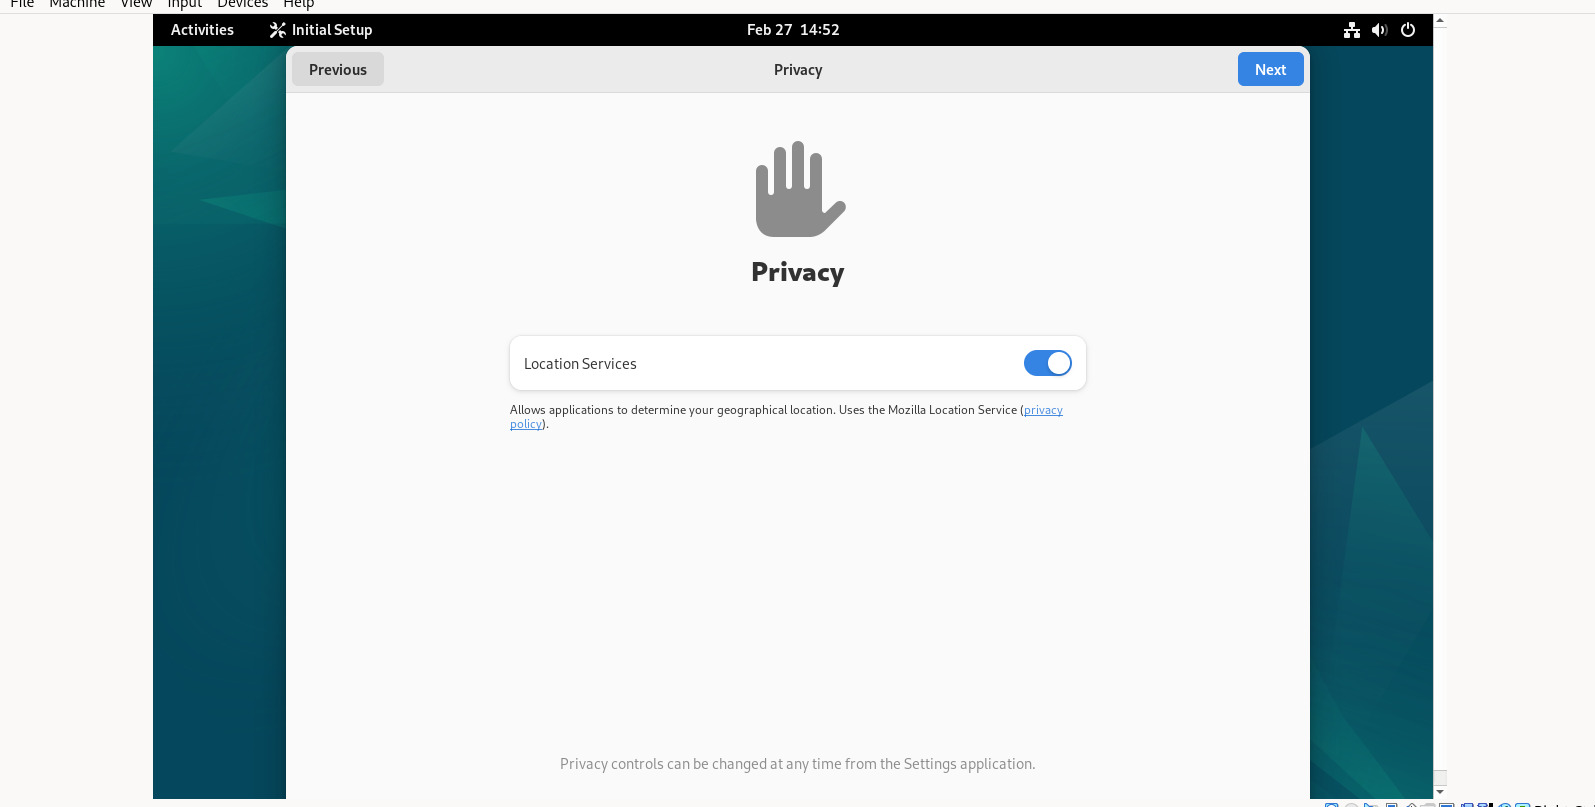 File Machine View Input Devices Help
Activities Initial Setup Feb 27 14:52
Previous Privacy Next
Privacy
Location Services
Allows applications to determine your geographical location. Uses the Mozilla Location Service (privacy
policy).
Privacy controls can be changed at any time from the Settings application.